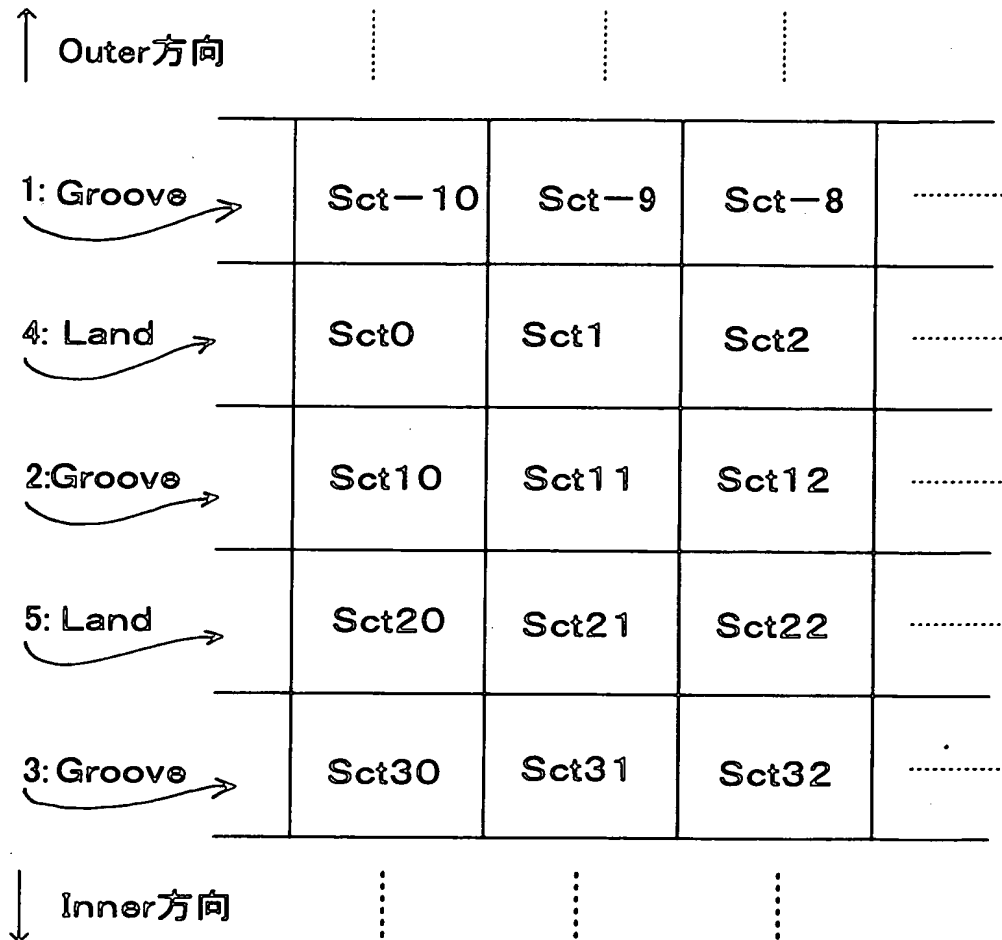 Outer方向
1: Groove Sct−10 Sct−9 Sct−8
4: Land Sct0 Sct1 Sct2
2:Groove Sct10 Sct11 Sct12
5: Land Sct20 Sct21 Sct22
3: Groove Sct30 Sct31 Sct32
Inner方向